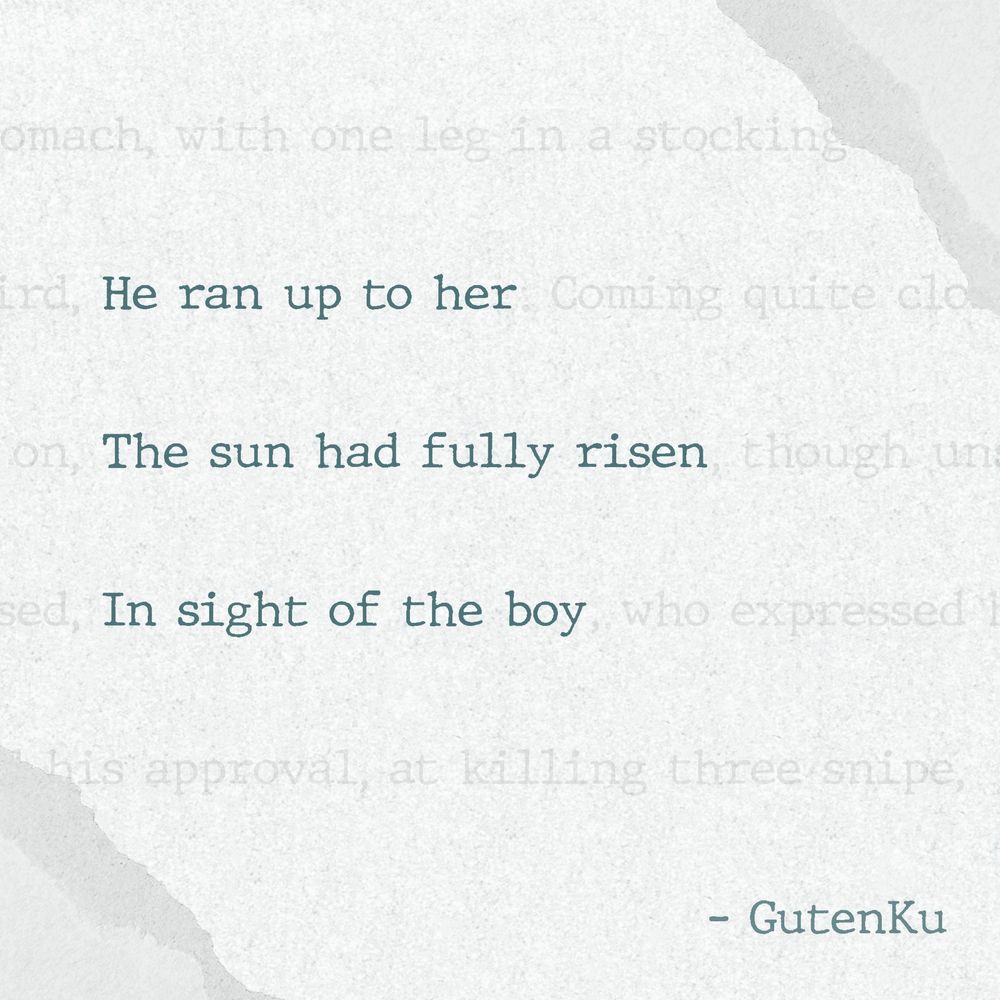 omach, with one leg in a stocking
ird, He ran up to her. Coming quite clo
on, The sun had fully risen, though uns
sed, In sight of the boy, who expressed h
his approval, at killing three snipe,
- GutenKu